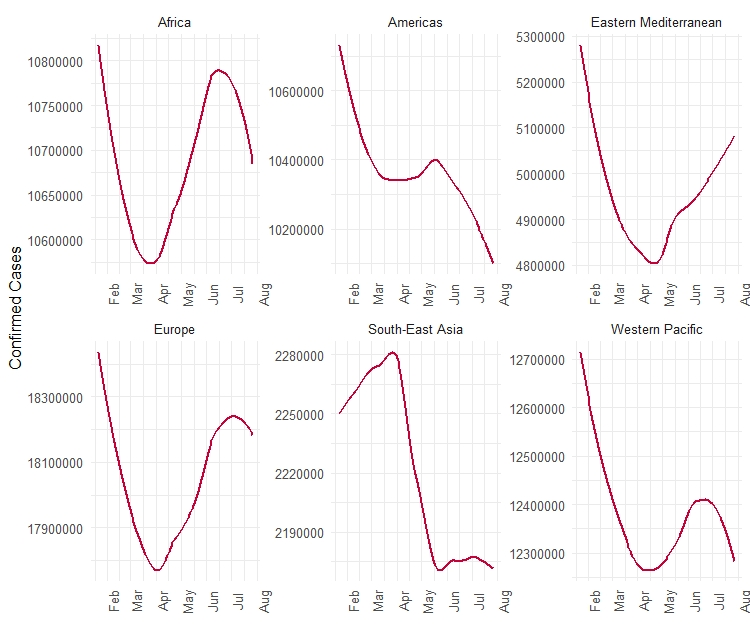 Confirmed Cases
Africa
10800000
10750000
10700000
10650000
10600000
Feb Mar Apr May Jun Jul Aug
Americas
10600000
10400000
10200000
Feb Mar Apr May Jun Jul Aug
Eastern Mediterranean
5300000
5200000
5100000
5000000
4900000
4800000
Feb Mar Apr May Jun Jul Aug
Europe
18300000
18100000
17900000
Feb Mar Apr May Jun Jul Aug
South-East Asia
2280000
2250000
2220000
2190000
Feb Mar Apr May Jun Jul Aug
Western Pacific
12700000
12600000
12500000
12400000
12300000
Feb Mar Apr May Jun Jul Aug